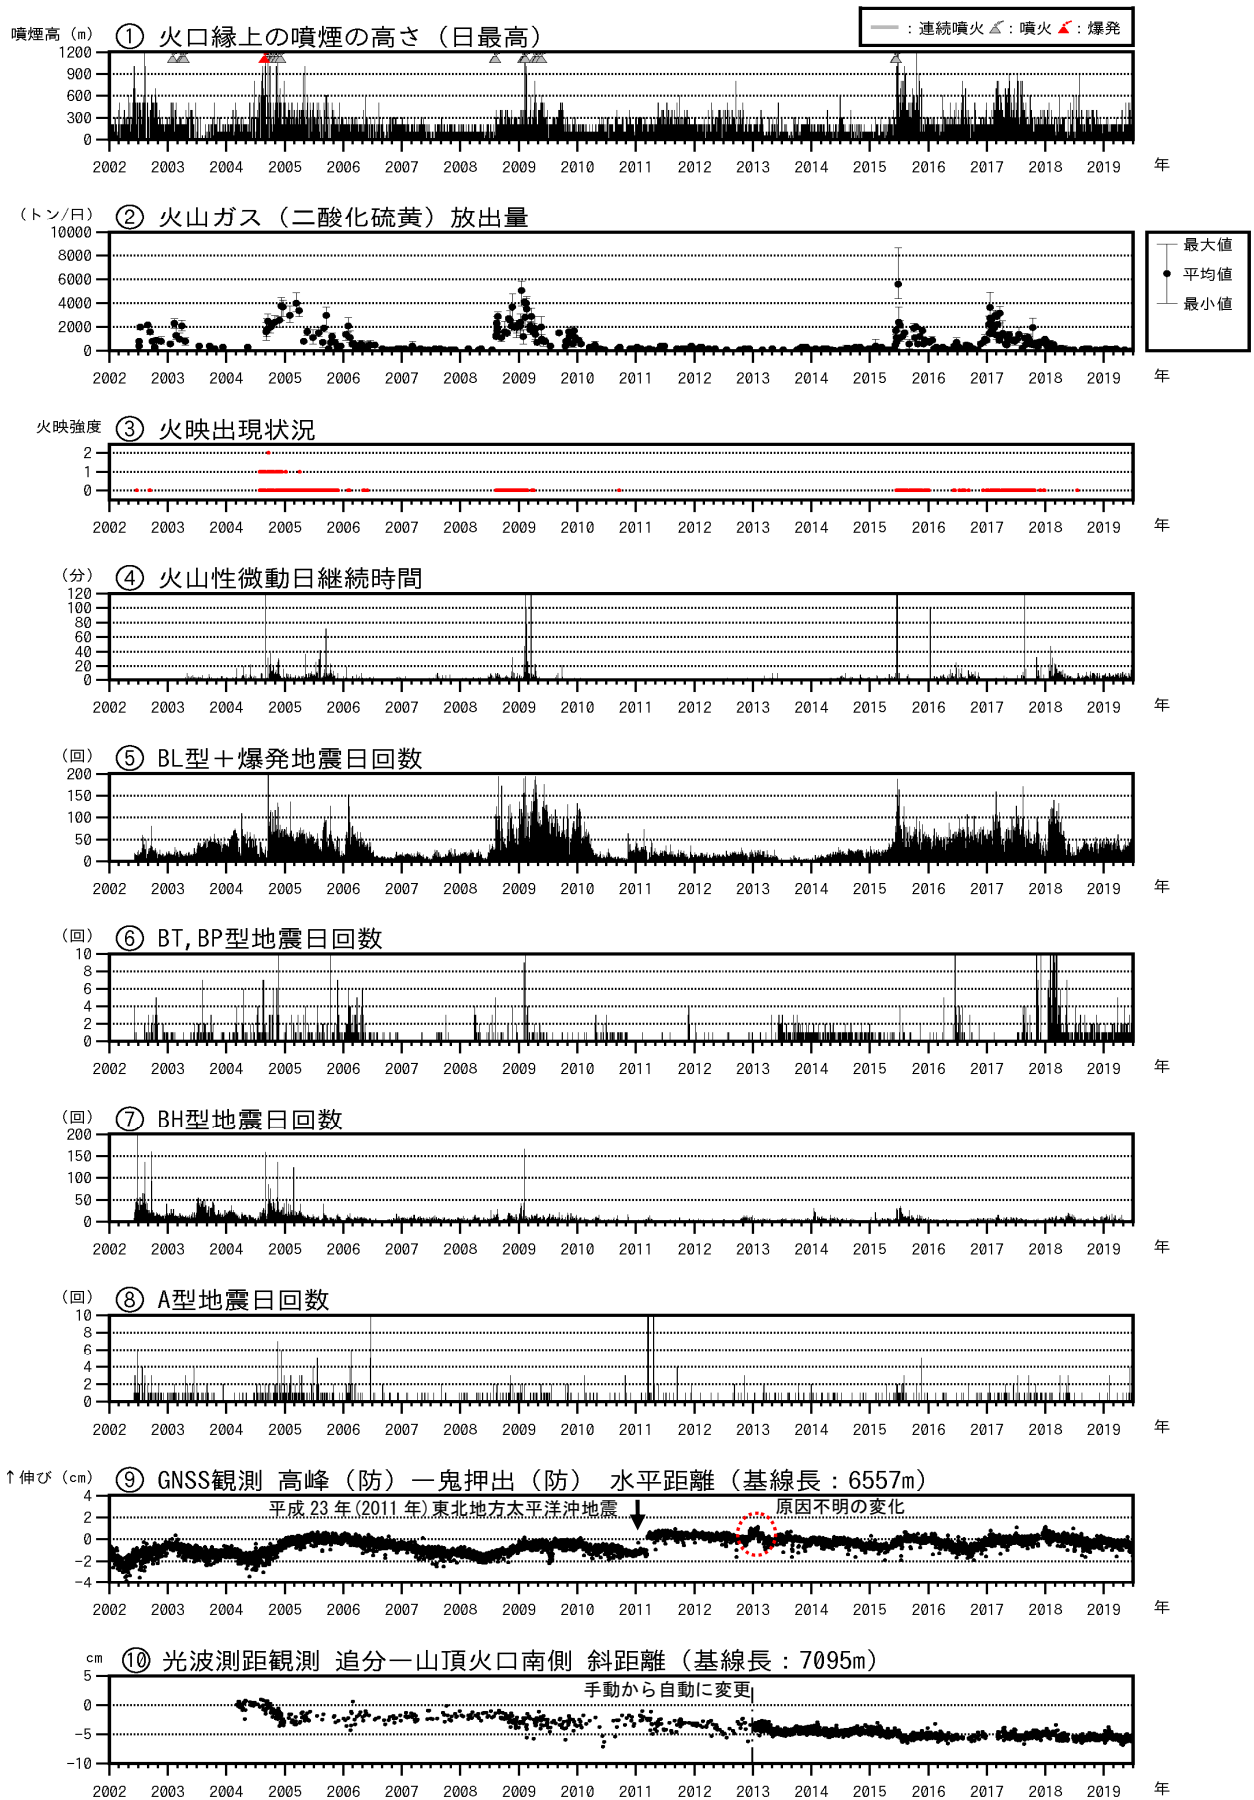 噴煙高 (m) ① 火口縁上の噴煙の高さ (日最高)
：連続噴火 ：噴火 ：爆発
1200
900
600
300
0
2002 2003 2004 2005 2006 2007 2008 2009 2010 2011 2012 2013 2014 2015 2016 2017 2018 2019 年
(トン/日) ② 火山ガス（二酸化硫黄）放出量
10000
8000
6000
4000
2000
0
最大値
平均値
最小値
2002 2003 2004 2005 2006 2007 2008 2009 2010 2011 2012 2013 2014 2015 2016 2017 2018 2019 年
火映強度 ③ 火映出現状況
2
1
0
2002 2003 2004 2005 2006 2007 2008 2009 2010 2011 2012 2013 2014 2015 2016 2017 2018 2019 年
(分) ④ 火山性微動日継続時間
120
100
80
60
40
20
0
2002 2003 2004 2005 2006 2007 2008 2009 2010 2011 2012 2013 2014 2015 2016 2017 2018 2019 年
(回) ⑤ BL型＋爆発地震日回数
200
150
100
50
0
2002 2003 2004 2005 2006 2007 2008 2009 2010 2011 2012 2013 2014 2015 2016 2017 2018 2019 年
(回) ⑥ BT,BP型地震日回数
10
8
6
4
2
0
2002 2003 2004 2005 2006 2007 2008 2009 2010 2011 2012 2013 2014 2015 2016 2017 2018 2019 年
(回) ⑦ BH型地震日回数
200
150
100
50
0
2002 2003 2004 2005 2006 2007 2008 2009 2010 2011 2012 2013 2014 2015 2016 2017 2018 2019 年
(回) ⑧ A型地震日回数
10
8
6
4
2
0
2002 2003 2004 2005 2006 2007 2008 2009 2010 2011 2012 2013 2014 2015 2016 2017 2018 2019 年
↑伸び (cm) ⑨ GNSS観測 高峰（防）－鬼押出（防） 水平距離（基線長：6557m）
平成 23 年(2011 年)東北地方太平洋沖地震
原因不明の変化
4
2
0
-2
-4
2002 2003 2004 2005 2006 2007 2008 2009 2010 2011 2012 2013 2014 2015 2016 2017 2018 2019 年
cm ⑩ 光波測距観測 追分－山頂火口南側 斜距離（基線長：7095m）
手動から自動に変更
5
0
-5
-10
2002 2003 2004 2005 2006 2007 2008 2009 2010 2011 2012 2013 2014 2015 2016 2017 2018 2019 年